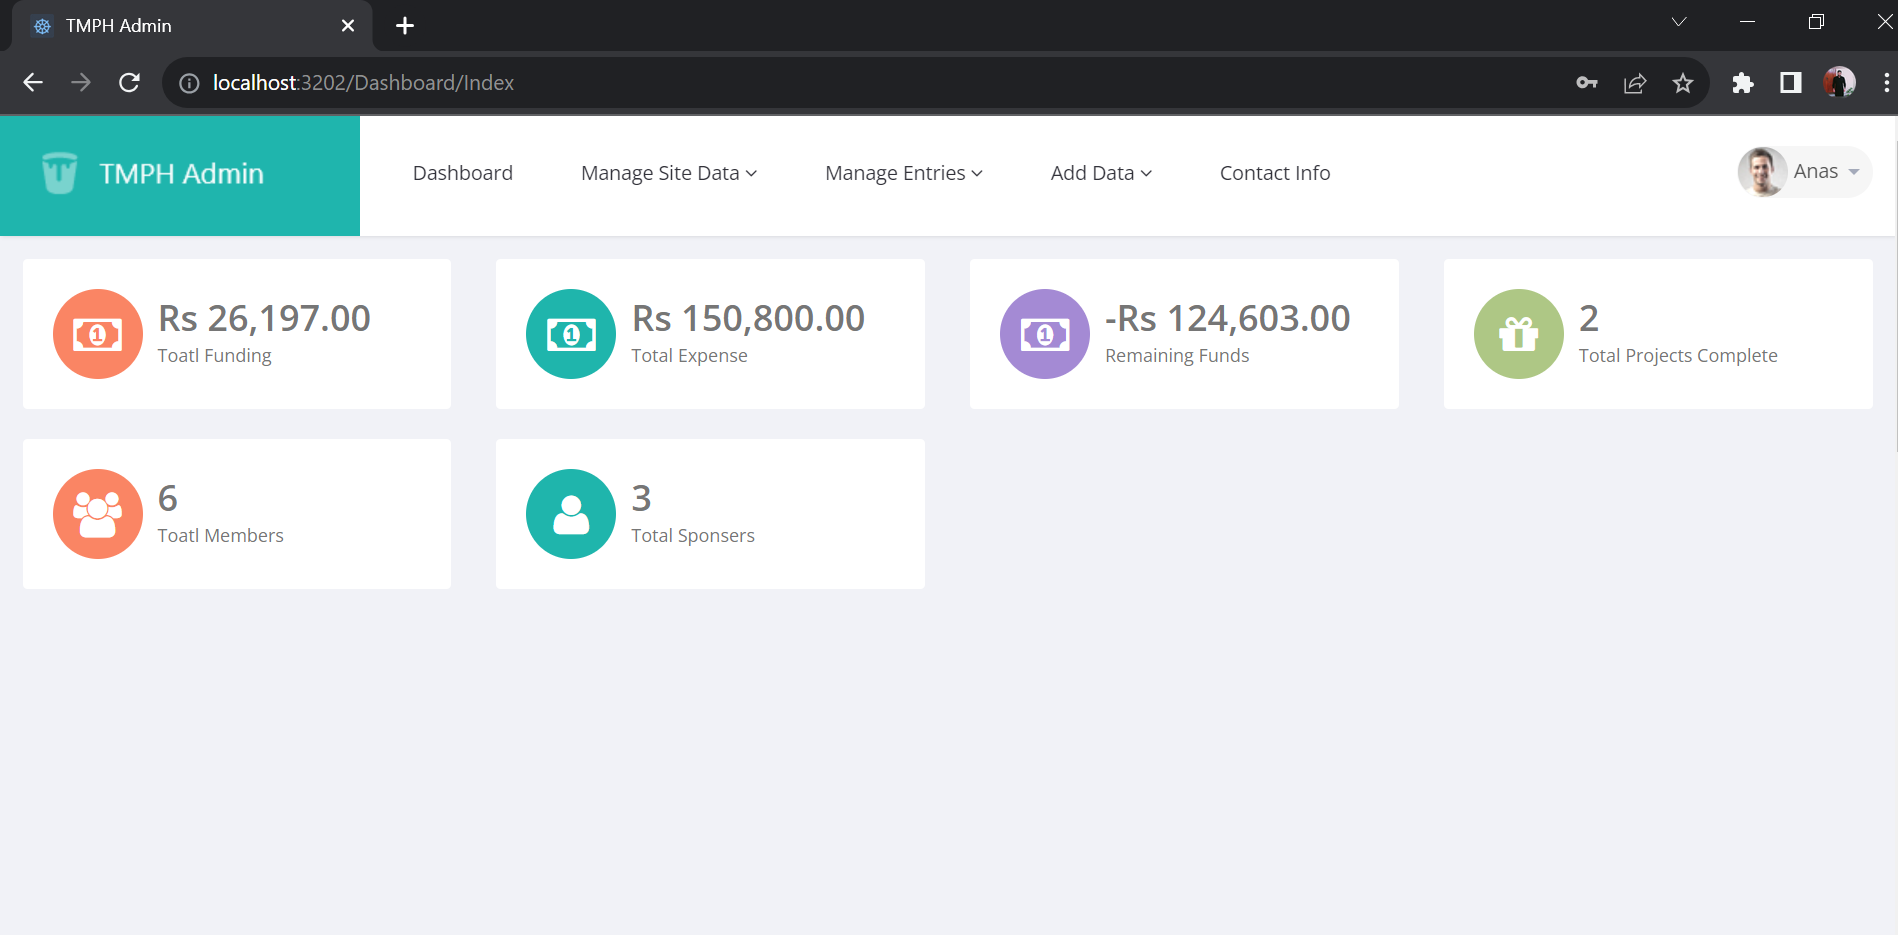 TMPH Admin
localhost:3202/Dashboard/Index
TMPH Admin
Dashboard
Manage Site Data
Manage Entries
Add Data
Contact Info
Anas
Rs 26,197.00
Toatl Funding
Rs 150,800.00
Total Expense
-Rs 124,603.00
Remaining Funds
2
Total Projects Complete
6
Toatl Members
3
Total Sponsers